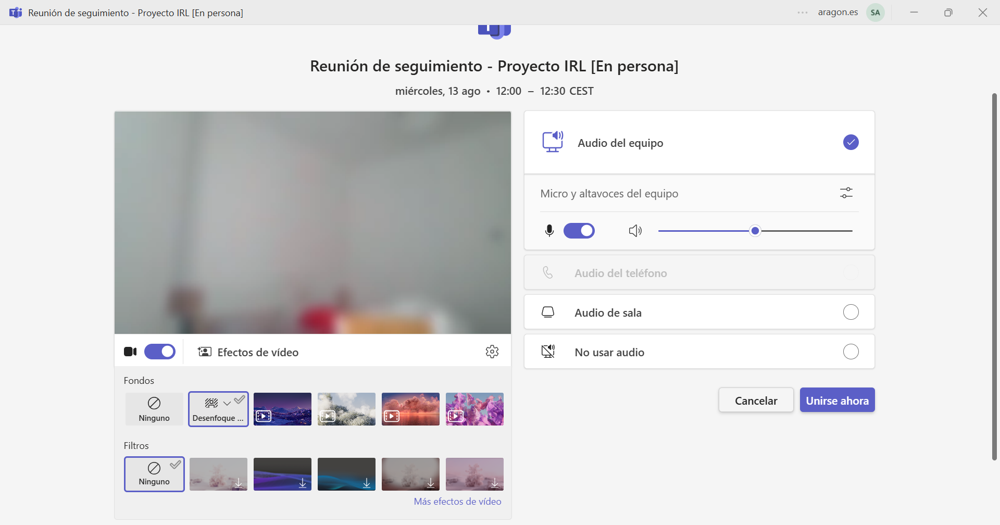 Reunión de seguimiento - Proyecto IRL [En persona]
aragon.es
SA
Reunión de seguimiento - Proyecto IRL [En persona]
miércoles, 13 ago • 12:00 – 12:30 CEST
Audio del equipo
Micro y altavoces del equipo
Audio del teléfono
Audio de sala
No usar audio
Cancelar
Unirse ahora
Efectos de vídeo
Fondos
Ninguno
Desenfoque ...
Filtros
Ninguno
Más efectos de vídeo